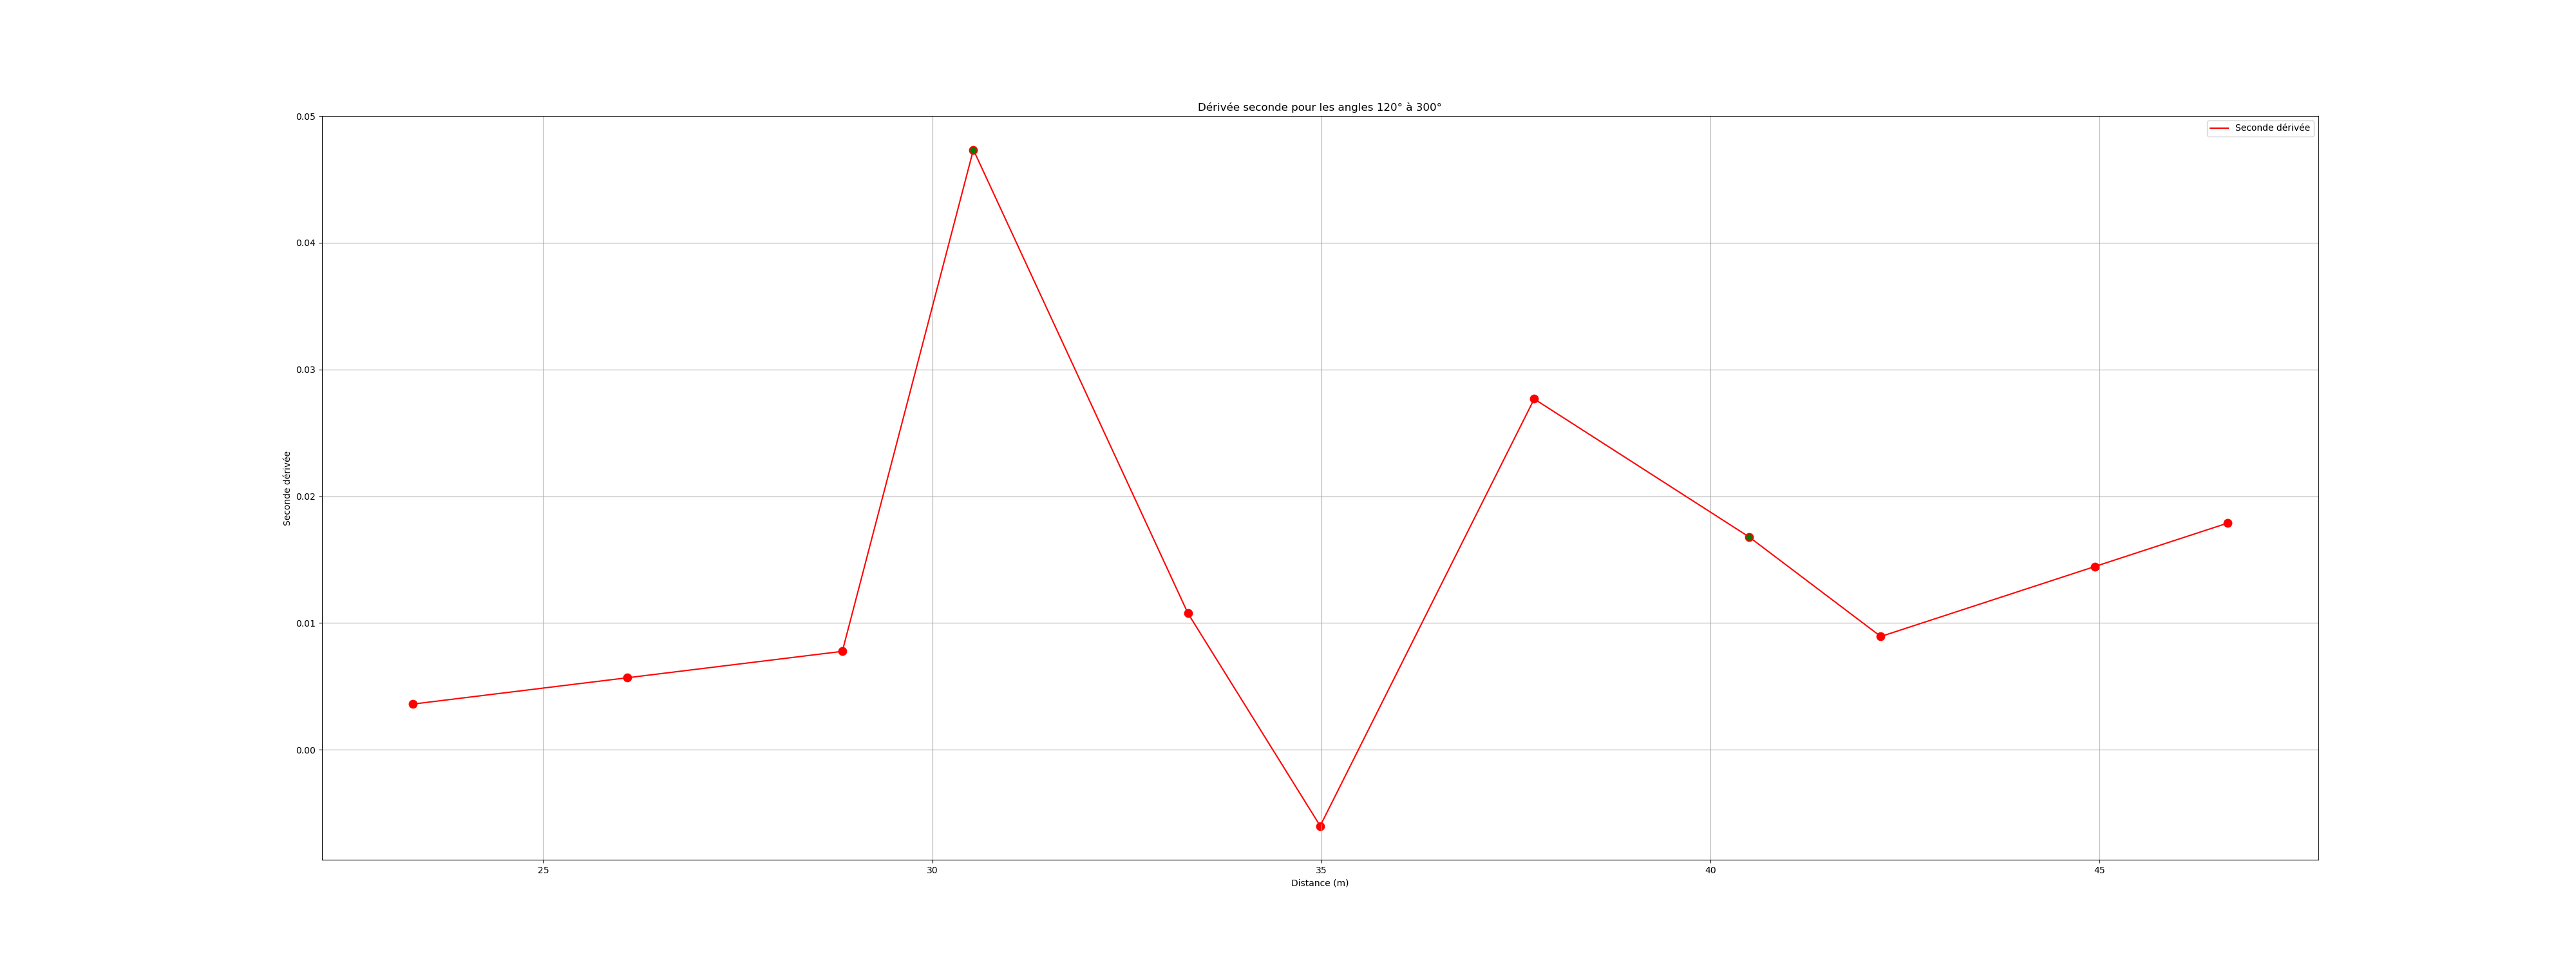 Dérivée seconde pour les angles 120° à 300°
Seconde dérivée
0.05
0.04
0.03
0.02
0.01
0.00
Seconde dérivée
25 30 35 40 45
Distance (m)